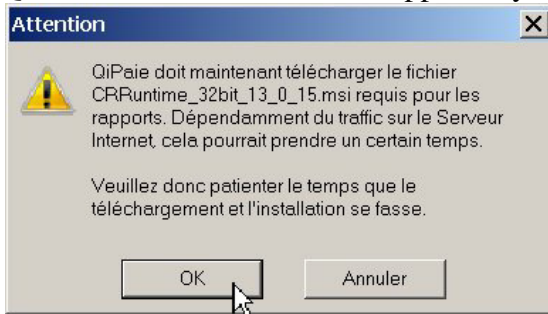 Attention
QiPaie doit maintenant télécharger le fichier
CRRuntime_32bit_13_0_15.msi requis pour les
rapports. Dépendamment du traffic sur le Serveur
Internet, cela pourrait prendre un certain temps.
Veuillez donc patienter le temps que le
téléchargement et l'installation se fasse.
OK
Annuler